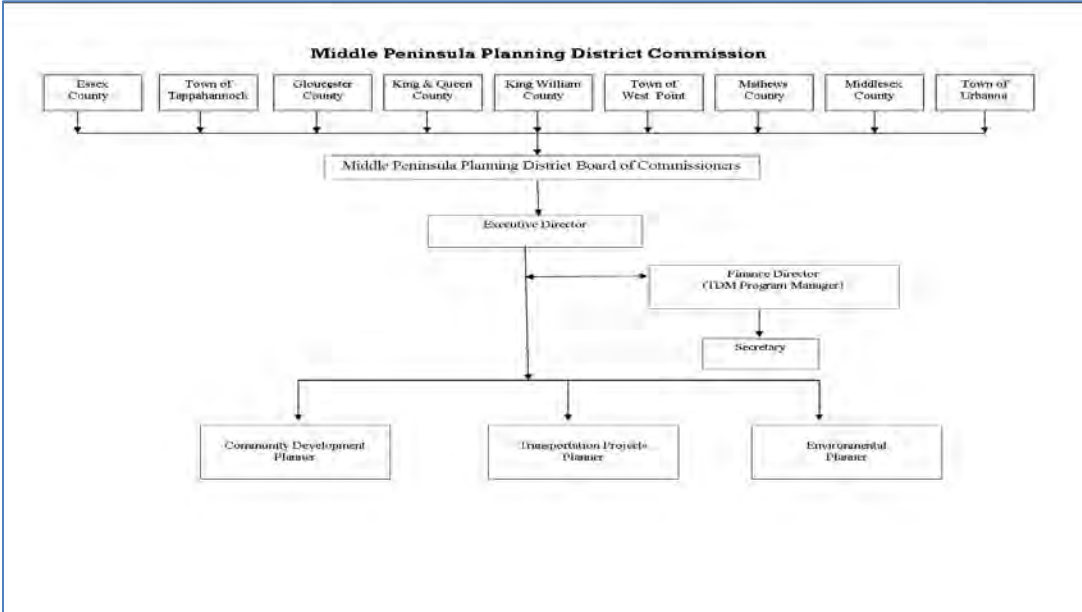 Middle Peninsula Planning District Commission
Essex
County
Town of
Tappahannock
Gloucester
County
King & Queen
County
King William
County
Town of
West Point
Mathews
County
Middlesex
County
Town of
Urbanna
Middle Peninsula Planning District Board of Commissioners
Executive Director
Finance Director
(TDM Program Manager)
Secretary
Community Development
Planner
Transportation Projects
Planner
Environmental
Planner